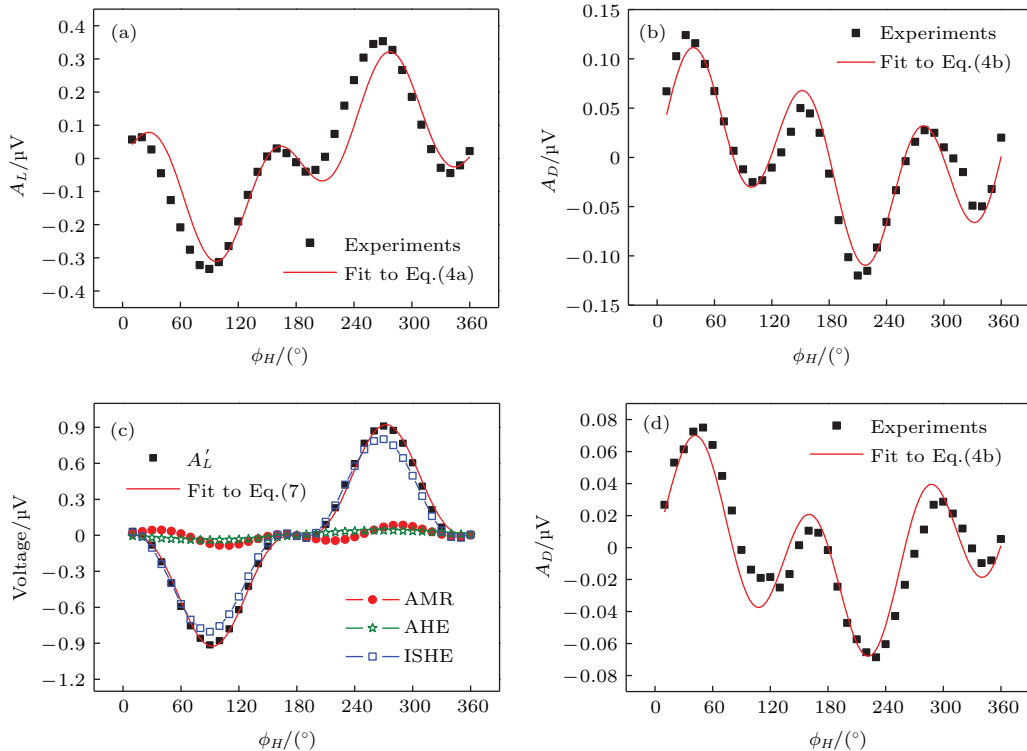 (a)
0.4
0.3
0.2
0.1
0
−0.1
−0.2
−0.3
−0.4
A_L/µV
Experiments
Fit to Eq.(4a)
0 60 120 180 240 300 360
ϕ_H/(°)
(b)
0.15
0.10
0.05
0
−0.05
−0.10
−0.15
A_D/µV
Experiments
Fit to Eq.(4b)
0 60 120 180 240 300 360
ϕ_H/(°)
(c)
0.9
0.6
0.3
0
−0.3
−0.6
−0.9
−1.2
Voltage/µV
A′_L
Fit to Eq.(7)
AMR
AHE
ISHE
0 60 120 180 240 300 360
ϕ_H/(°)
(d)
0.08
0.06
0.04
0.02
0
−0.02
−0.04
−0.06
−0.08
A_D/µV
Experiments
Fit to Eq.(4b)
0 60 120 180 240 300 360
ϕ_H/(°)